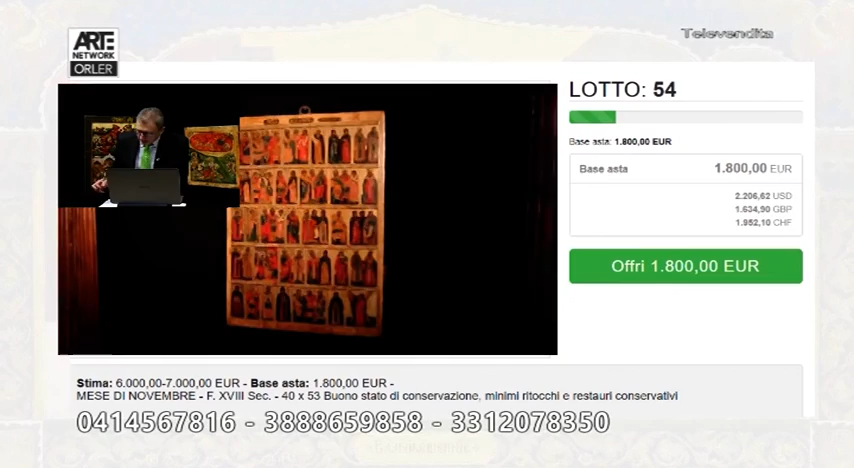 ARTE
NETWORK
ORLER
Televendita
LOTTO: 54
Base asta: 1.800,00 EUR
Base asta 1.800,00 EUR
2.206,62 USD
1.634,90 GBP
1.952,10 CHF
Offri 1.800,00 EUR
Stima: 6.000,00-7.000,00 EUR - Base asta: 1.800,00 EUR -
MESE DI NOVEMBRE - F. XVIII Sec. - 40 x 53 Buono stato di conservazione, minimi ritocchi e restauri conservativi
0414567816 - 3888659858 - 3312078350